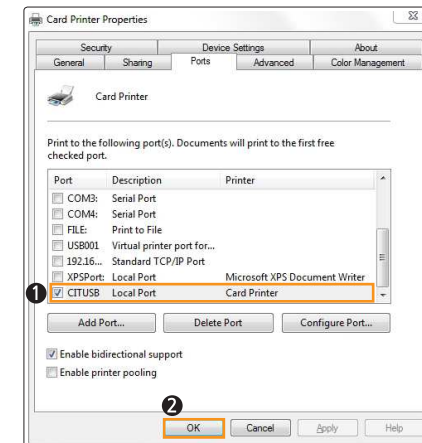 Card Printer Properties
Security Device Settings About
General Sharing Ports Advanced Color Management
Card Printer
Print to the following port(s). Documents will print to the first free
checked port.
Port Description Printer
COM3: Serial Port
COM4: Serial Port
FILE: Print to File
USB001 Virtual printer port for...
192.16... Standard TCP/IP Port
XPSPort: Local Port Microsoft XPS Document Writer
1 CITUSB Local Port Card Printer
Add Port... Delete Port Configure Port...
Enable bidirectional support
Enable printer pooling
2
OK Cancel Apply Help